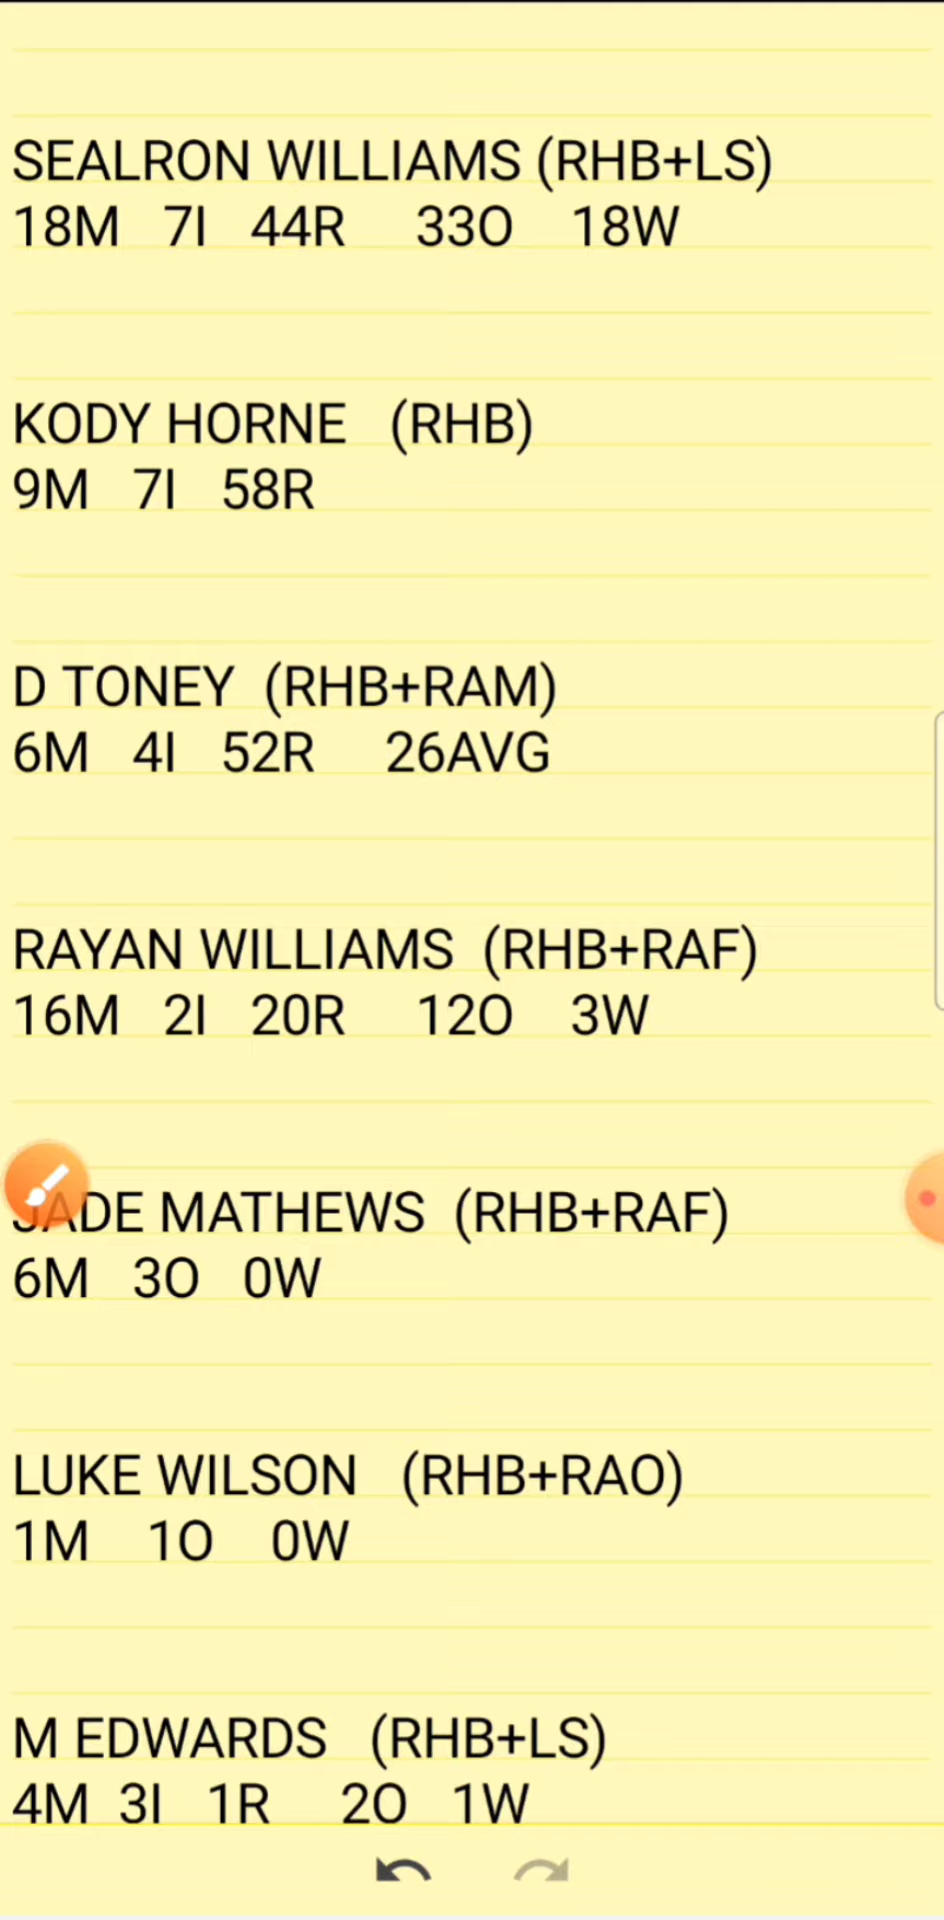 SEALRON WILLIAMS (RHB+LS)
18M 7I 44R 33O 18W
KODY HORNE (RHB)
9M 7I 58R
D TONEY (RHB+RAM)
6M 4I 52R 26AVG
RAYAN WILLIAMS (RHB+RAF)
16M 2I 20R 12O 3W
JADE MATHEWS (RHB+RAF)
6M 3O 0W
LUKE WILSON (RHB+RAO)
1M 1O 0W
M EDWARDS (RHB+LS)
4M 3I 1R 2O 1W